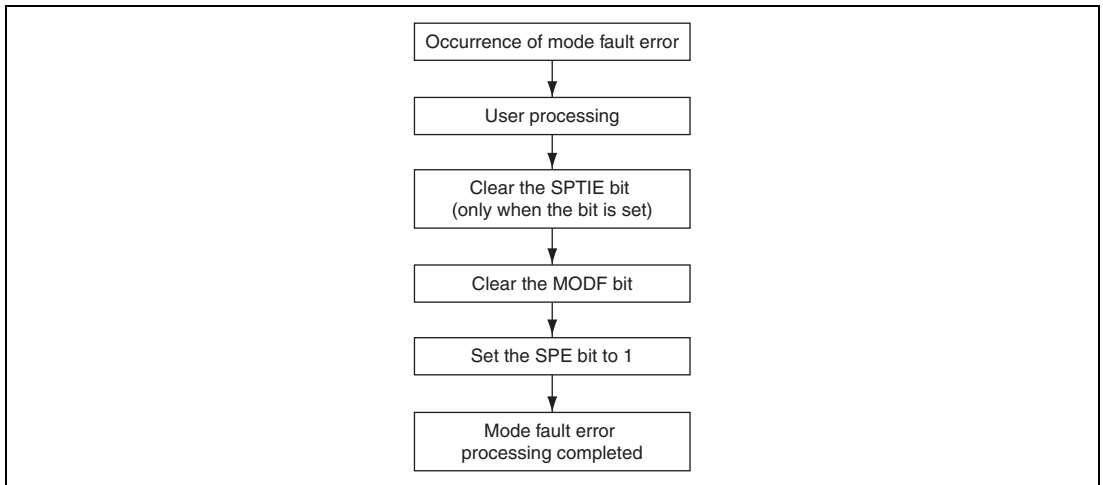 Occurrence of mode fault error
User processing
Clear the SPTIE bit
(only when the bit is set)
Clear the MODF bit
Set the SPE bit to 1
Mode fault error
processing completed